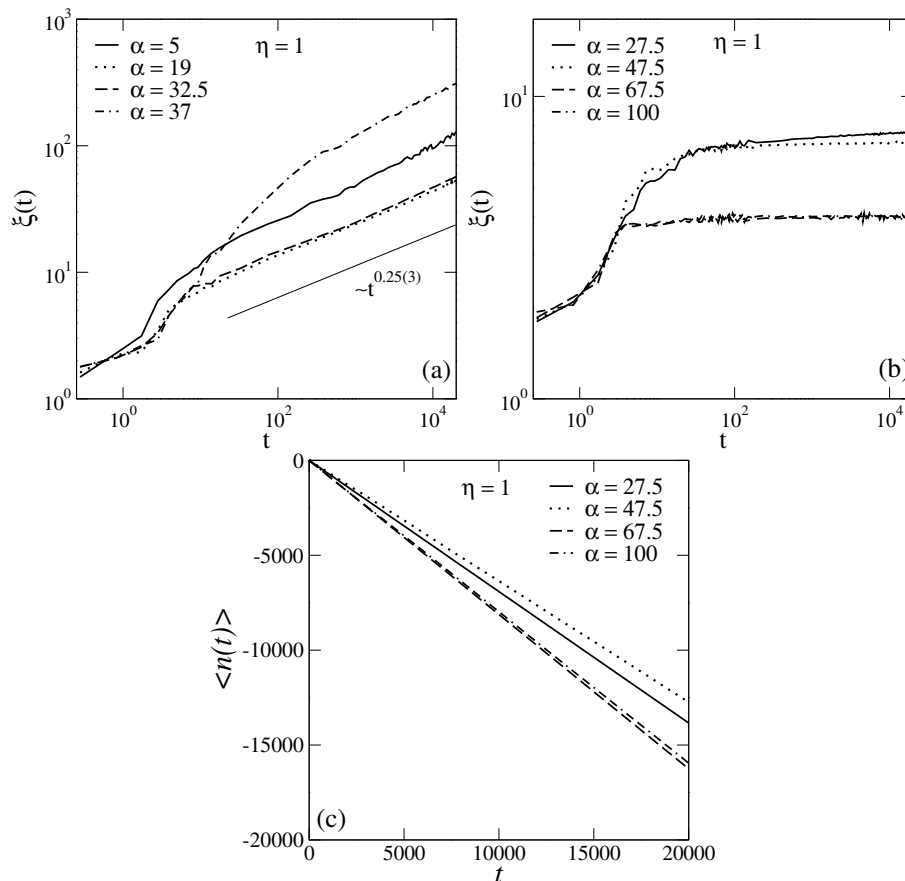 10^3
α = 5
η = 1
α = 19
α = 32.5
α = 37
10^2
ξ(t)
10^1
~t^0.25(3)
(a)
10^0
10^0
10^2
10^4
t
η = 1
α = 27.5
α = 47.5
α = 67.5
α = 100
10^1
ξ(t)
(b)
10^0
10^0
10^2
10^4
t
0
η = 1
α = 27.5
α = 47.5
α = 67.5
α = 100
-5000
-10000
<n(t)>
-15000
(c)
-20000
0
5000
10000
15000
20000
t